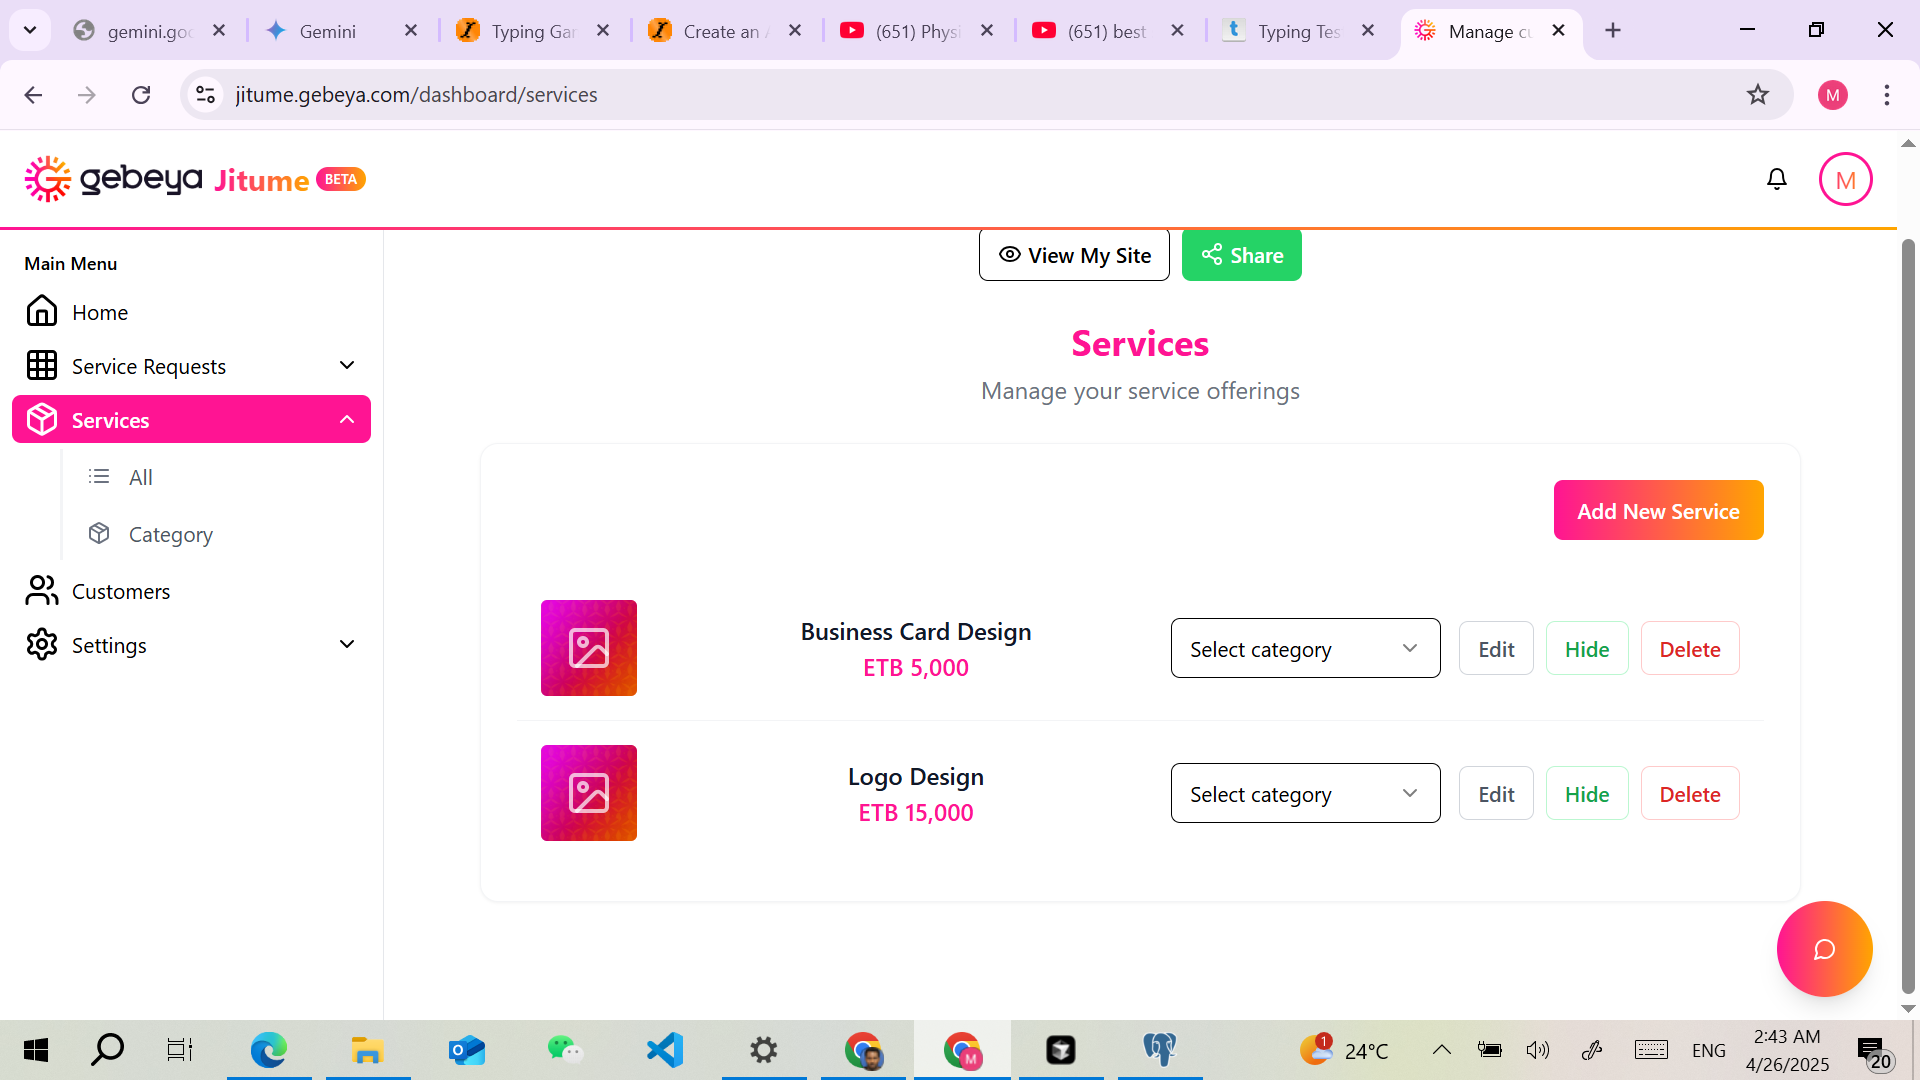 gemini.goo
Gemini
Typing Gar
Create an A
(651) Physi
(651) best
Typing Tes
Manage cu
jitume.gebeya.com/dashboard/services
M
gebeya Jitume BETA
M
Main Menu
Home
Service Requests
Services
All
Category
Customers
Settings
View My Site
Share
Services
Manage your service offerings
Add New Service
Business Card Design
ETB 5,000
Select category
Edit
Hide
Delete
Logo Design
ETB 15,000
Select category
Edit
Hide
Delete
M
1
24°C
ENG
2:43 AM
4/26/2025
20